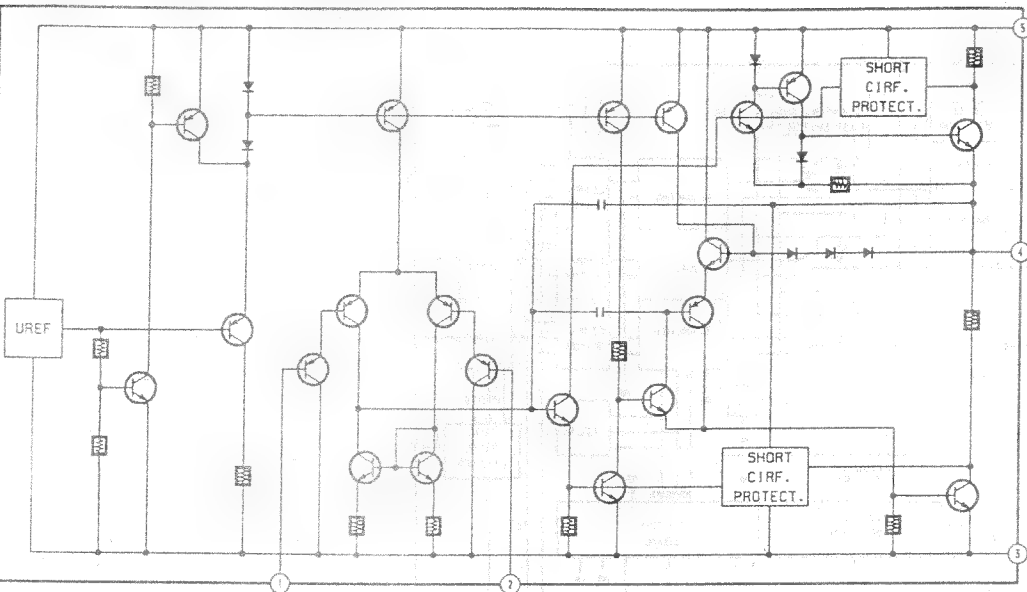 5
SHORT
CIRF.
PROTECT.
4
UREF
SHORT
CIRF.
PROTECT.
3
1
2